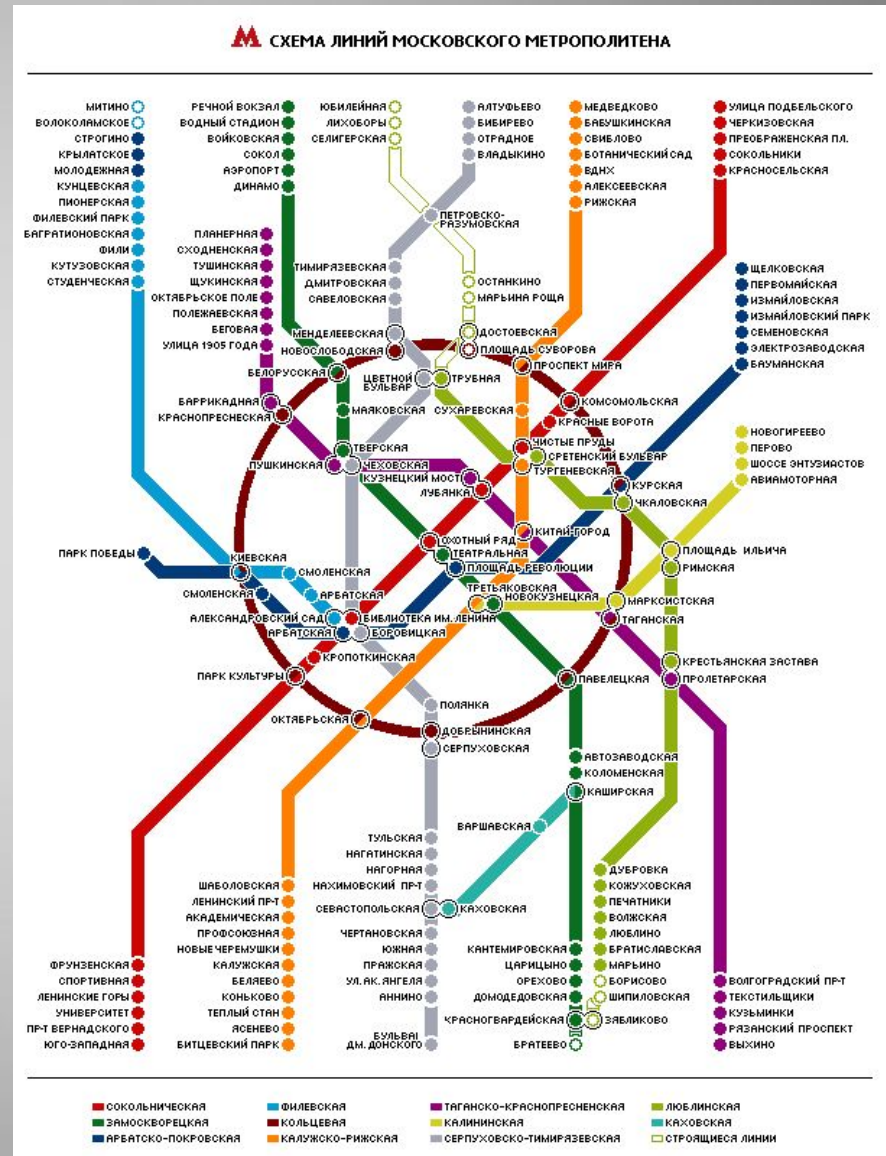 СХЕМА ЛИНИЙ МОСКОВСКОГО МЕТРОПОЛИТЕНА
МИТИНО
ВОЛОКОЛАМСКОЕ
СТРОГИНО
КРЫЛАТСКОЕ
МОЛОДЕЖНАЯ
КУНЦЕВСКАЯ
ПИОНЕРСКАЯ
ФИЛЕВСКИЙ ПАРК
БАГРАТИОНОВСКАЯ
ФИЛИ
КУТУЗОВСКАЯ
СТУДЕНЧЕСКАЯ
РЕЧНОЙ ВОКЗАЛ
ВОДНЫЙ СТАДИОН
ВОЙКОВСКАЯ
СОКОЛ
АЭРОПОРТ
ДИНАМО
ПЛАНЕРНАЯ
СХОДНЕНСКАЯ
ТУШИНСКАЯ
ЩУКИНСКАЯ
ОКТЯБРЬСКОЕ ПОЛЕ
ПОЛЕЖАЕВСКАЯ
БЕГОВАЯ
УЛИЦА 1905 ГОДА
ЮБИЛЕЙНАЯ
ЛИХОБОРЫ
СЕЛИГЕРСКАЯ
АЛТУФЬЕВО
БИБИРЕВО
ОТРАДНОЕ
ВЛАДЫКИНО
ПЕТРОВСКО-
РАЗУМОВСКАЯ
ТИМИРЯЗЕВСКАЯ
ДМИТРОВСКАЯ
САВЕЛОВСКАЯ
МЕНДЕЛЕЕВСКАЯ
НОВОСЛОБОДСКАЯ
ОСТАНКИНО
МАРЬИНА РОЩА
ДОСТОЕВСКАЯ
ПЛОЩАДЬ СУВОРОВА
МЕДВЕДКОВО
БАБУШКИНСКАЯ
СВИБЛОВО
БОТАНИЧЕСКИЙ САД
ВДНХ
АЛЕКСЕЕВСКАЯ
РИЖСКАЯ
УЛИЦА ПОДБЕЛЬСКОГО
ЧЕРКИЗОВСКАЯ
ПРЕОБРАЖЕНСКАЯ ПЛ.
СОКОЛЬНИКИ
КРАСНОСЕЛЬСКАЯ
ЩЕЛКОВСКАЯ
ПЕРВОМАЙСКАЯ
ИЗМАЙЛОВСКАЯ
ИЗМАЙЛОВСКИЙ ПАРК
СЕМЕНОВСКАЯ
ЭЛЕКТРОЗАВОДСКАЯ
БАУМАНСКАЯ
НОВОГИРЕЕВО
ПЕРОВО
ШОССЕ ЭНТУЗИАСТОВ
АВИАМОТОРНАЯ
БЕЛОРУССКАЯ
ЦВЕТНОЙ
БУЛЬВАР
ТРУБНАЯ
ПРОСПЕКТ МИРА
БАРРИКАДНАЯ
КРАСНОПРЕСНЕСКАЯ
МАЯКОВСКАЯ
СУХАРЕВСКАЯ
КОМСОМОЛЬСКАЯ
КРАСНЫЕ ВОРОТА
ТВЕРСКАЯ
ЧИСТЫЕ ПРУДЫ
СРЕТЕНСКИЙ БУЛЬВАР
ПУШКИНСКАЯ
ЧЕХОВСКАЯ
КУЗНЕЦКИЙ МОСТ
ТУРГЕНЕВСКАЯ
ЛУБЯНКА
КУРСКАЯ
ЧКАЛОВСКАЯ
КИТАЙ-ГОРОД
ОХОТНЫЙ РЯД
ТЕАТРАЛЬНАЯ
ПЛОЩАДЬ РЕВОЛЮЦИИ
ПЛОЩАДЬ ИЛЬИЧА
РИМСКАЯ
ПАРК ПОБЕДЫ
КИЕВСКАЯ
СМОЛЕНСКАЯ
СМОЛЕНСКАЯ
АРБАТСКАЯ
ТРЕТЬЯКОВСКАЯ
НОВОКУЗНЕЦКАЯ
МАРКСИСТСКАЯ
ТАГАНСКАЯ
АЛЕКСАНДРОВСКИЙ САД
БИБЛИОТЕКА ИМ. ЛЕНИНА
АРБАТСКАЯ
БОРОВИЦКАЯ
КРОПОТКИНСКАЯ
ПАРК КУЛЬТУРЫ
КРЕСТЬЯНСКАЯ ЗАСТАВА
ПРОЛЕТАРСКАЯ
ПАВЕЛЕЦКАЯ
ПОЛЯНКА
ОКТЯБРЬСКАЯ
ДОБРЫНИНСКАЯ
СЕРПУХОВСКАЯ
АВТОЗАВОДСКАЯ
КОЛОМЕНСКАЯ
КАШИРСКАЯ
ВАРШАВСКАЯ
КАХОВСКАЯ
ТУЛЬСКАЯ
НАГАТИНСКАЯ
НАГОРНАЯ
НАХИМОВСКИЙ ПР-Т
СЕВАСТОПОЛЬСКАЯ
ЧЕРТАНОВСКАЯ
ЮЖНАЯ
ПРАЖСКАЯ
УЛ. АК. ЯНГЕЛЯ
АННИНО
БУЛЬВАР
ДМ. ДОНСКОГО
ФРУНЗЕНСКАЯ
СПОРТИВНАЯ
ЛЕНИНСКИЕ ГОРЫ
УНИВЕРСИТЕТ
ПР-Т ВЕРНАДСКОГО
ЮГО-ЗАПАДНАЯ
ШАБОЛОВСКАЯ
ЛЕНИНСКИЙ ПР-Т
АКАДЕМИЧЕСКАЯ
ПРОФСОЮЗНАЯ
НОВЫЕ ЧЕРЕМУШКИ
КАЛУЖСКАЯ
БЕЛЯЕВО
КОНЬКОВО
ТЕПЛЫЙ СТАН
ЯСЕНЕВО
БИТЦЕВСКИЙ ПАРК
КАНТЕМИРОВСКАЯ
ЦАРИЦЫНО
ОРЕХОВО
ДОМОДЕДОВСКАЯ
КРАСНОГВАРДЕЙСКАЯ
БРАТЕЕВО
ДУБРОВКА
КОЖУХОВСКАЯ
ПЕЧАТНИКИ
ВОЛЖСКАЯ
ЛЮБЛИНО
БРАТИСЛАВСКАЯ
МАРЬИНО
БОРИСОВО
ШИПИЛОВСКАЯ
ЗЯБЛИКОВО
ВОЛГОГРАДСКИЙ ПР-Т
ТЕКСТИЛЬЩИКИ
КУЗЬМИНКИ
РЯЗАНСКИЙ ПРОСПЕКТ
ВЫХИНО
СОКОЛЬНИЧЕСКАЯ
ЗАМОСКВОРЕЦКАЯ
АРБАТСКО-ПОКРОВСКАЯ
ФИЛЕВСКАЯ
КОЛЬЦЕВАЯ
КАЛУЖСКО-РИЖСКАЯ
ТАГАНСКО-КРАСНОПРЕСНЕНСКАЯ
КАЛИНИНСКАЯ
СЕРПУХОВСКО-ТИМИРЯЗЕВСКАЯ
ЛЮБЛИНСКАЯ
КАХОВСКАЯ
СТРОЯЩИЕСЯ ЛИНИИ